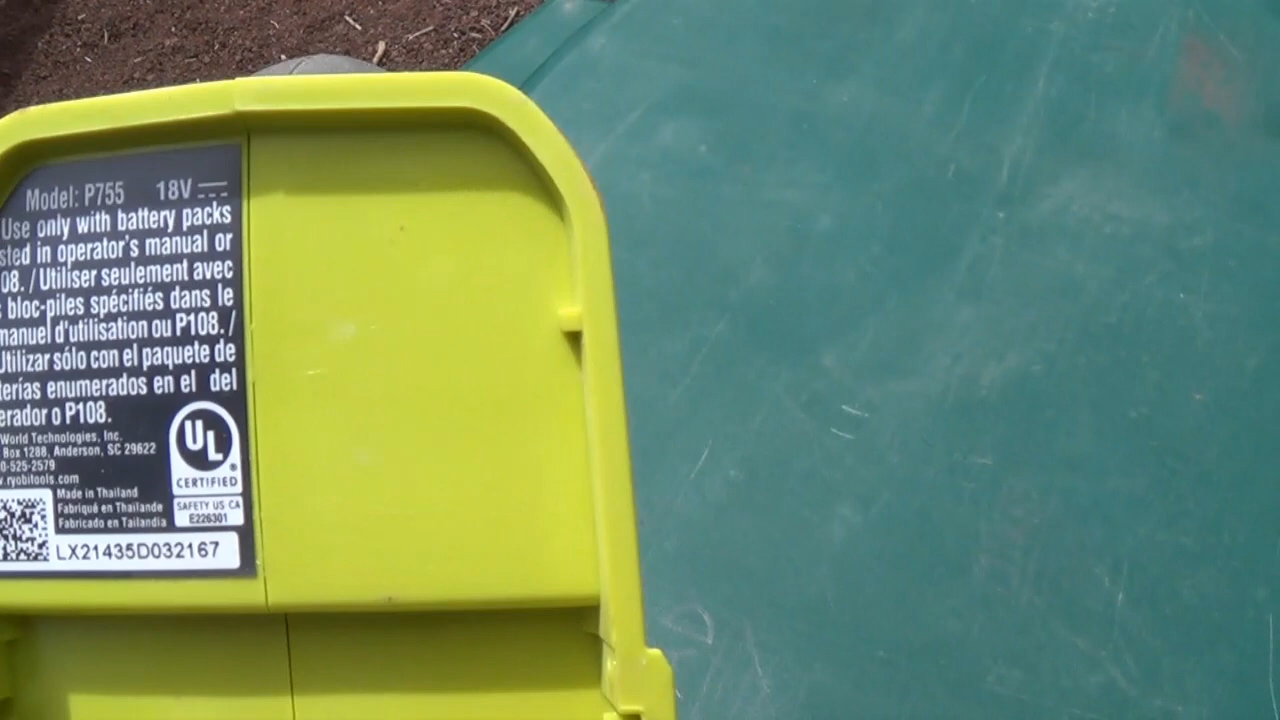 Model: P755 18V
Use only with battery packs
sted in operator's manual or
08. / Utiliser seulement avec
s bloc-piles spécifiés dans le
manuel d'utilisation ou P108. /
Utilizar sólo con el paquete de
terías enumerados en el del
erador o P108.
World Technologies, Inc.
Box 1288, Anderson, SC 29622
0-525-2579
w.ryobitools.com
Made in Thailand
Fabriqué en Thaïlande
Fabricado en Tailandia
UL
®
CERTIFIED
SAFETY US CA
E226301
LX21435D032167